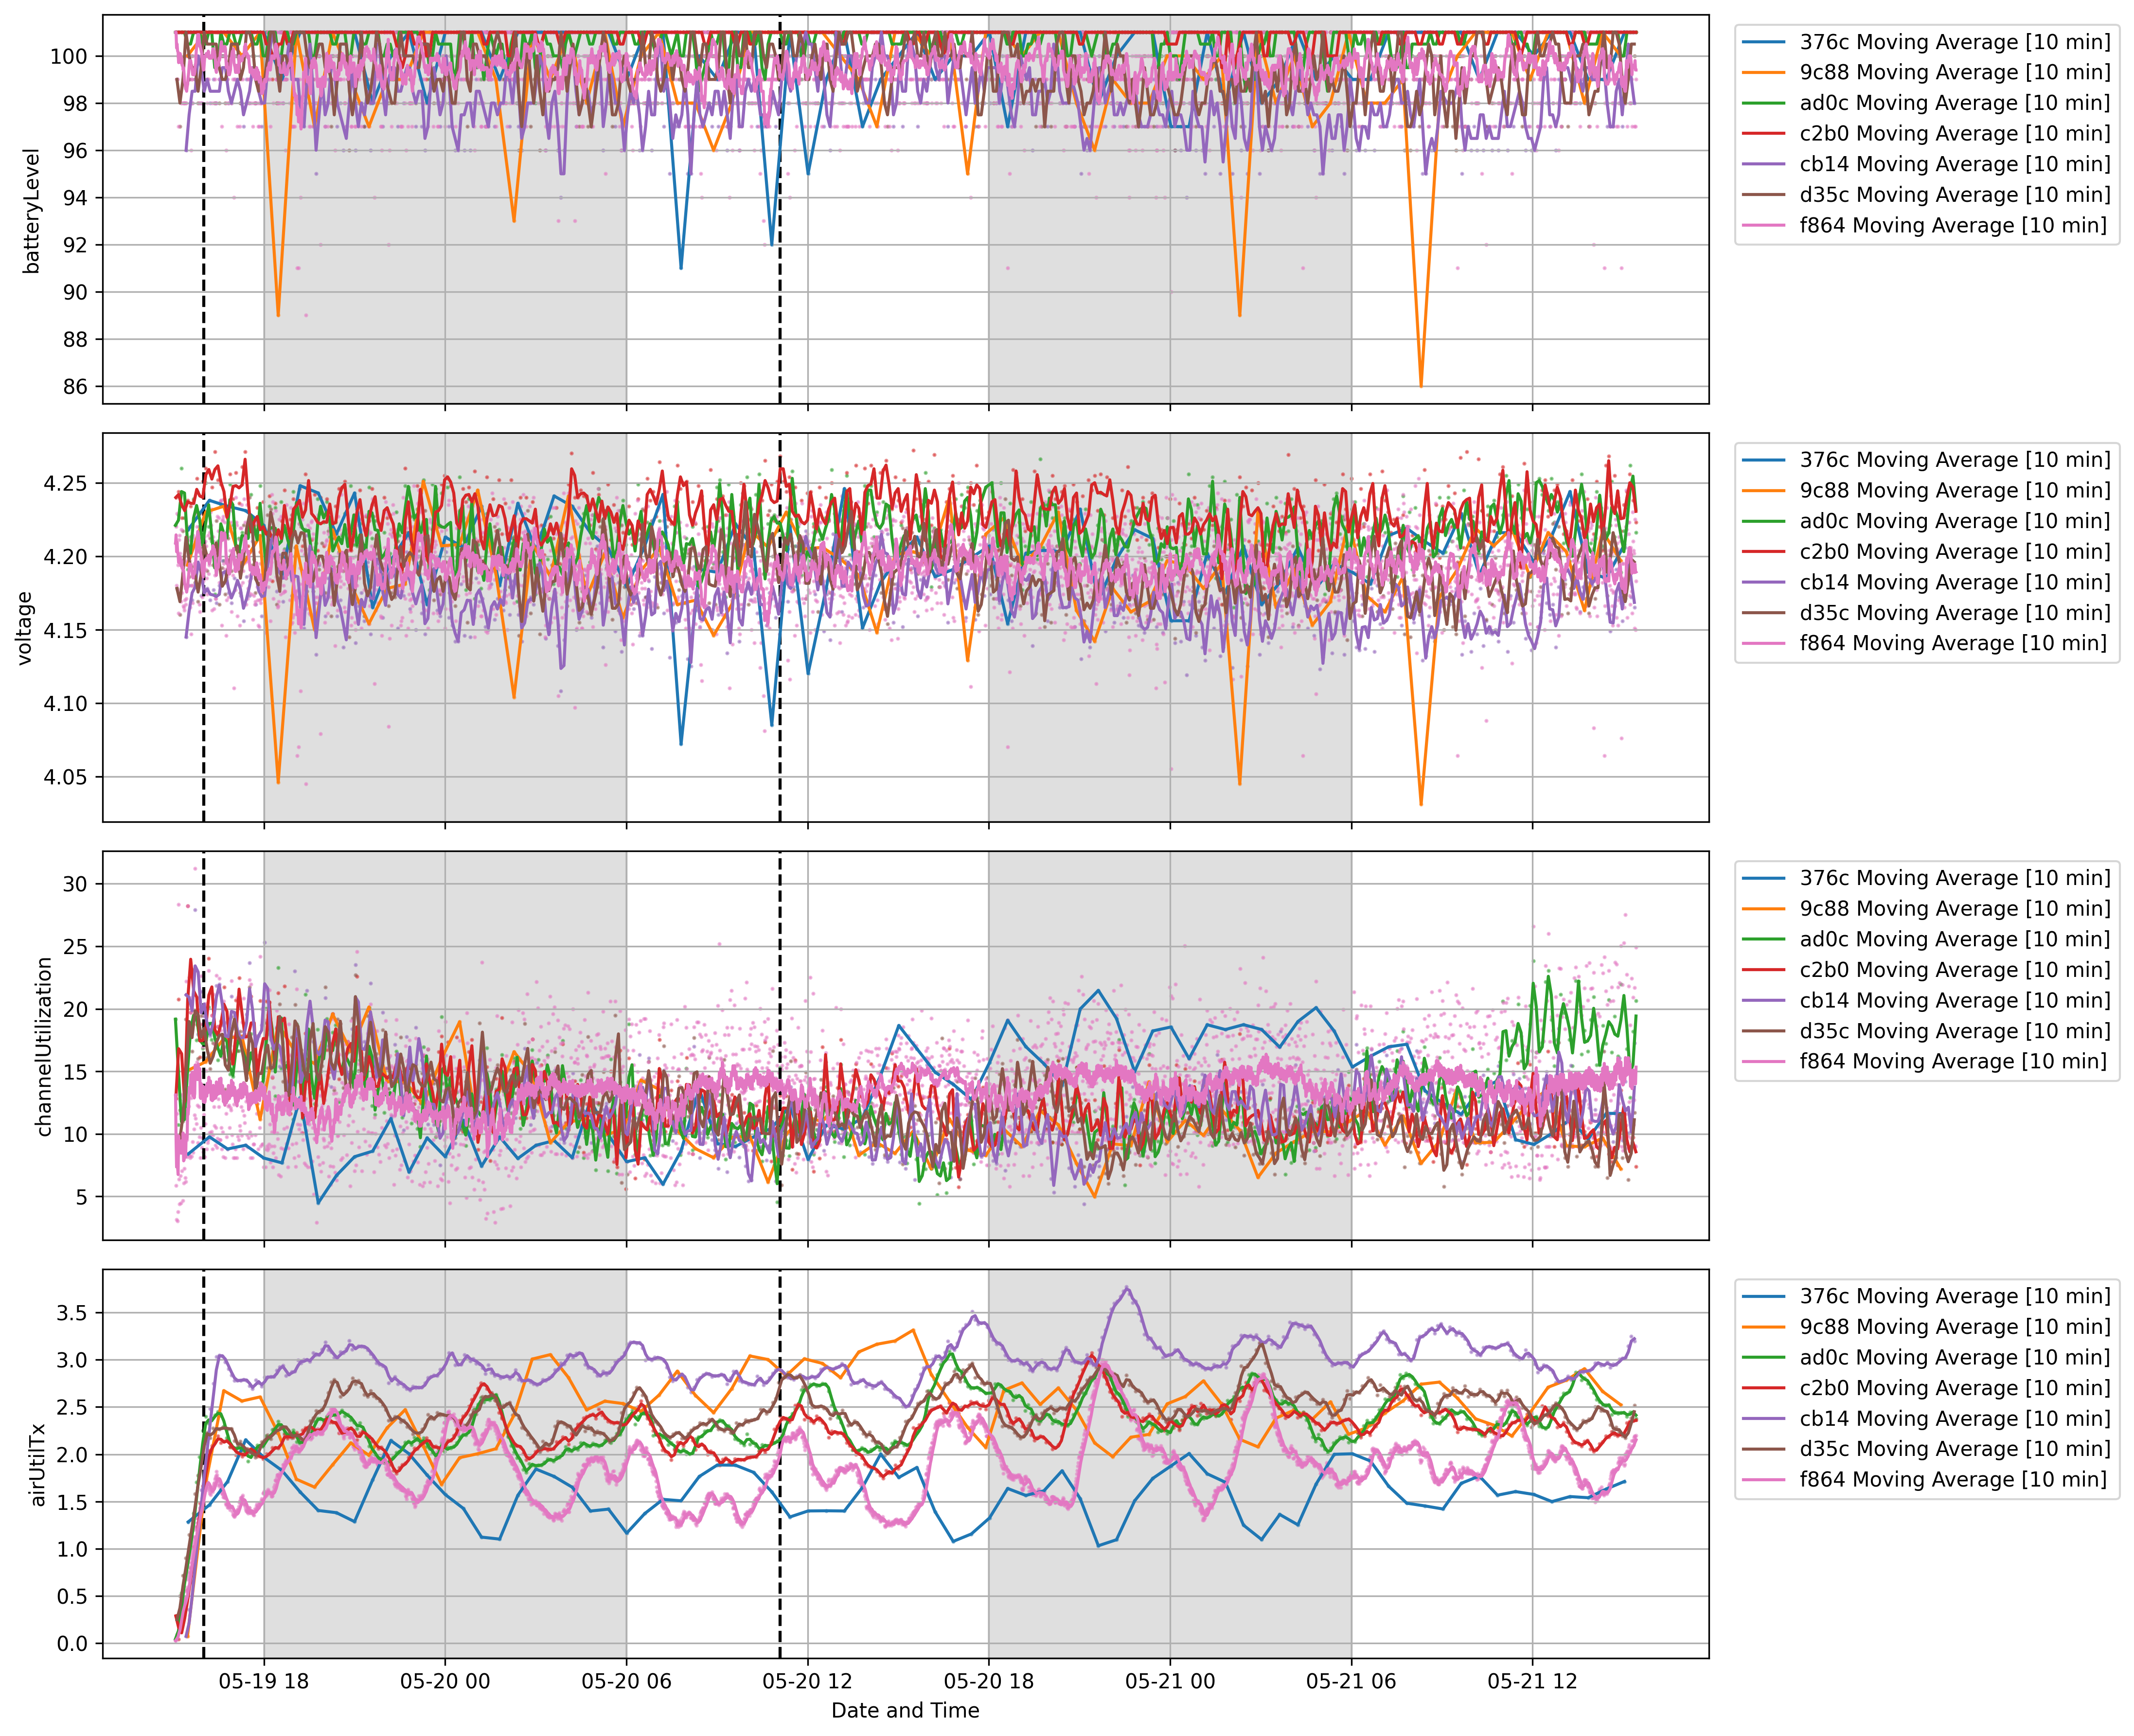 100
98
96
94
92
90
88
86
batteryLevel
376c Moving Average [10 min]
9c88 Moving Average [10 min]
ad0c Moving Average [10 min]
c2b0 Moving Average [10 min]
cb14 Moving Average [10 min]
d35c Moving Average [10 min]
f864 Moving Average [10 min]
4.25
4.20
4.15
4.10
4.05
voltage
376c Moving Average [10 min]
9c88 Moving Average [10 min]
ad0c Moving Average [10 min]
c2b0 Moving Average [10 min]
cb14 Moving Average [10 min]
d35c Moving Average [10 min]
f864 Moving Average [10 min]
30
25
20
15
10
5
channelUtilization
376c Moving Average [10 min]
9c88 Moving Average [10 min]
ad0c Moving Average [10 min]
c2b0 Moving Average [10 min]
cb14 Moving Average [10 min]
d35c Moving Average [10 min]
f864 Moving Average [10 min]
3.5
3.0
2.5
2.0
1.5
1.0
0.5
0.0
airUtilTx
376c Moving Average [10 min]
9c88 Moving Average [10 min]
ad0c Moving Average [10 min]
c2b0 Moving Average [10 min]
cb14 Moving Average [10 min]
d35c Moving Average [10 min]
f864 Moving Average [10 min]
05-19 18 05-20 00 05-20 06 05-20 12 05-20 18 05-21 00 05-21 06 05-21 12
Date and Time